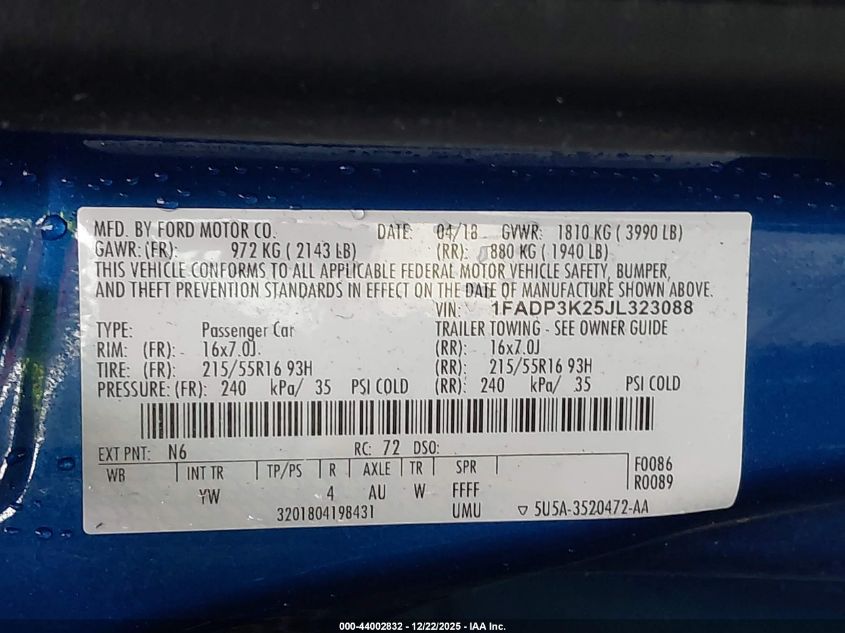 MFD. BY FORD MOTOR CO. DATE: 04/18 GVWR: 1810 KG ( 3990 LB)
GAWR: (FR): 972 KG ( 2143 LB) (RR): 880 KG ( 1940 LB)
THIS VEHICLE CONFORMS TO ALL APPLICABLE FEDERAL MOTOR VEHICLE SAFETY, BUMPER,
AND THEFT PREVENTION STANDARDS IN EFFECT ON THE DATE OF MANUFACTURE SHOWN ABOVE.
VIN: 1FADP3K25JL323088
TYPE: Passenger Car TRAILER TOWING - SEE OWNER GUIDE
RIM: (FR): 16x7.0J (RR): 16x7.0J
TIRE: (FR): 215/55R16 93H (RR): 215/55R16 93H
PRESSURE: (FR): 240 kPa/ 35 PSI COLD (RR): 240 kPa/ 35 PSI COLD
EXT PNT: N6 RC: 72 DSO:
WB INT TR TP/PS R AXLE TR SPR F0086
YW 4 AU W FFFF R0089
3201804198431 UMU ▽ 5U5A-3520472-AA
000-44002832 - 12/22/2025 - IAA Inc.